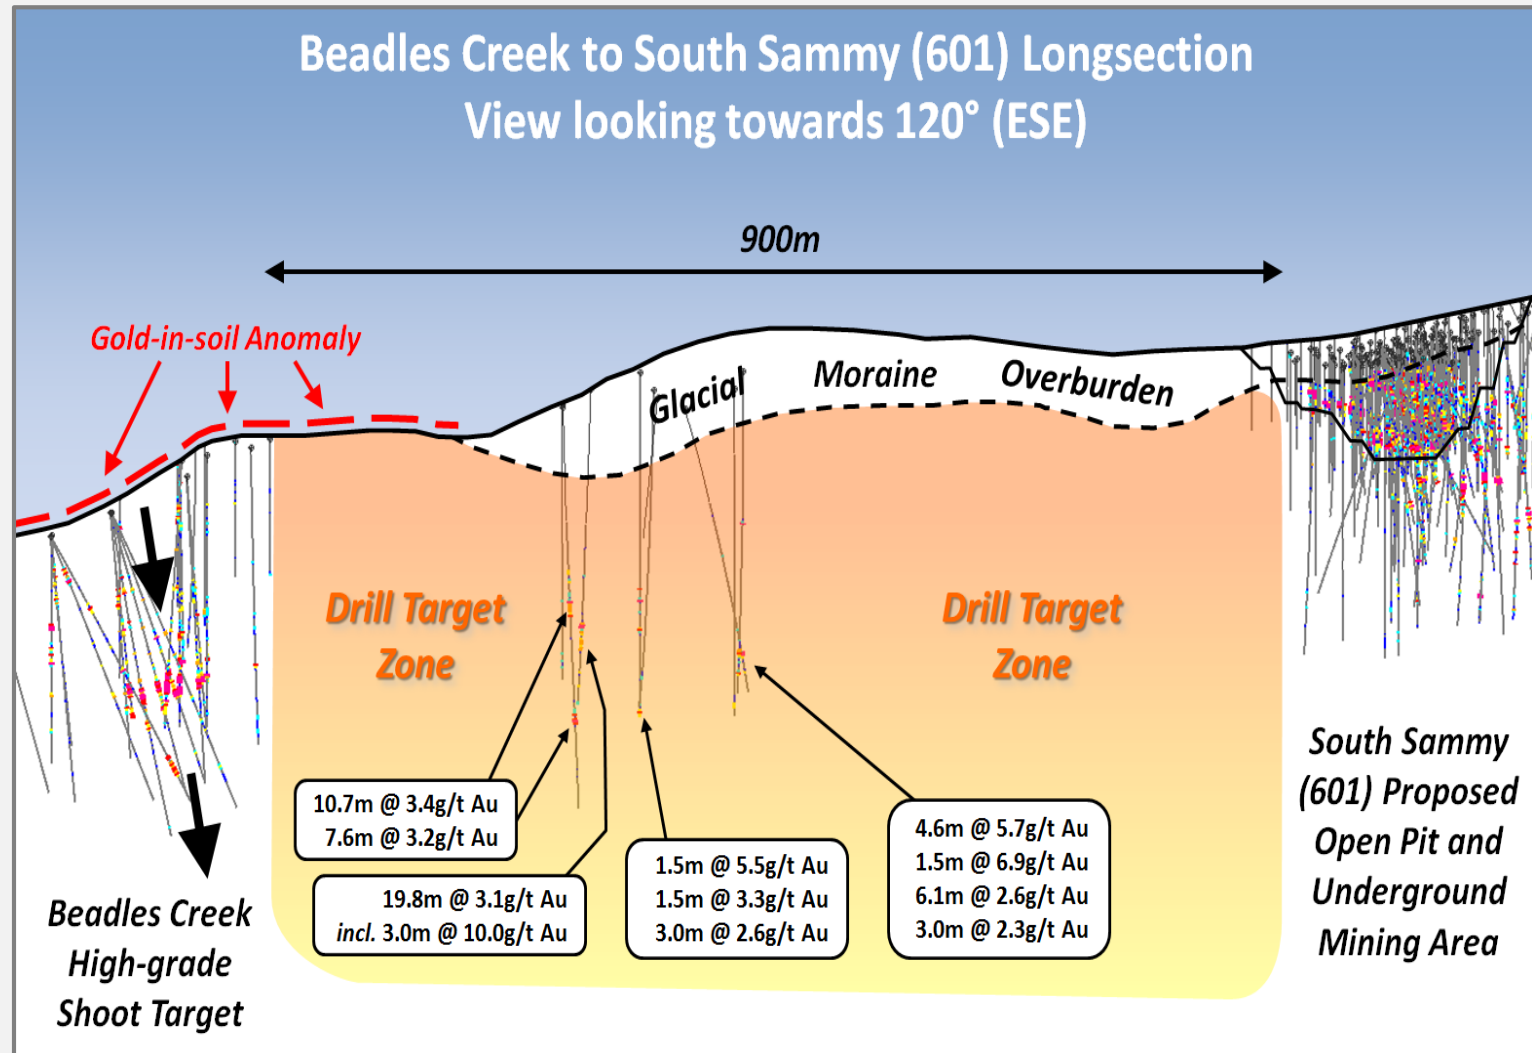 Beadles Creek to South Sammy (601) Longsection
View looking towards 120° (ESE)
900m
Gold-in-soil Anomaly
Glacial Moraine Overburden
Drill Target
Zone
Drill Target
Zone
10.7m @ 3.4g/t Au
7.6m @ 3.2g/t Au
19.8m @ 3.1g/t Au
incl. 3.0m @ 10.0g/t Au
1.5m @ 5.5g/t Au
1.5m @ 3.3g/t Au
3.0m @ 2.6g/t Au
4.6m @ 5.7g/t Au
1.5m @ 6.9g/t Au
6.1m @ 2.6g/t Au
3.0m @ 2.3g/t Au
South Sammy
(601) Proposed
Open Pit and
Underground
Mining Area
Beadles Creek
High-grade
Shoot Target